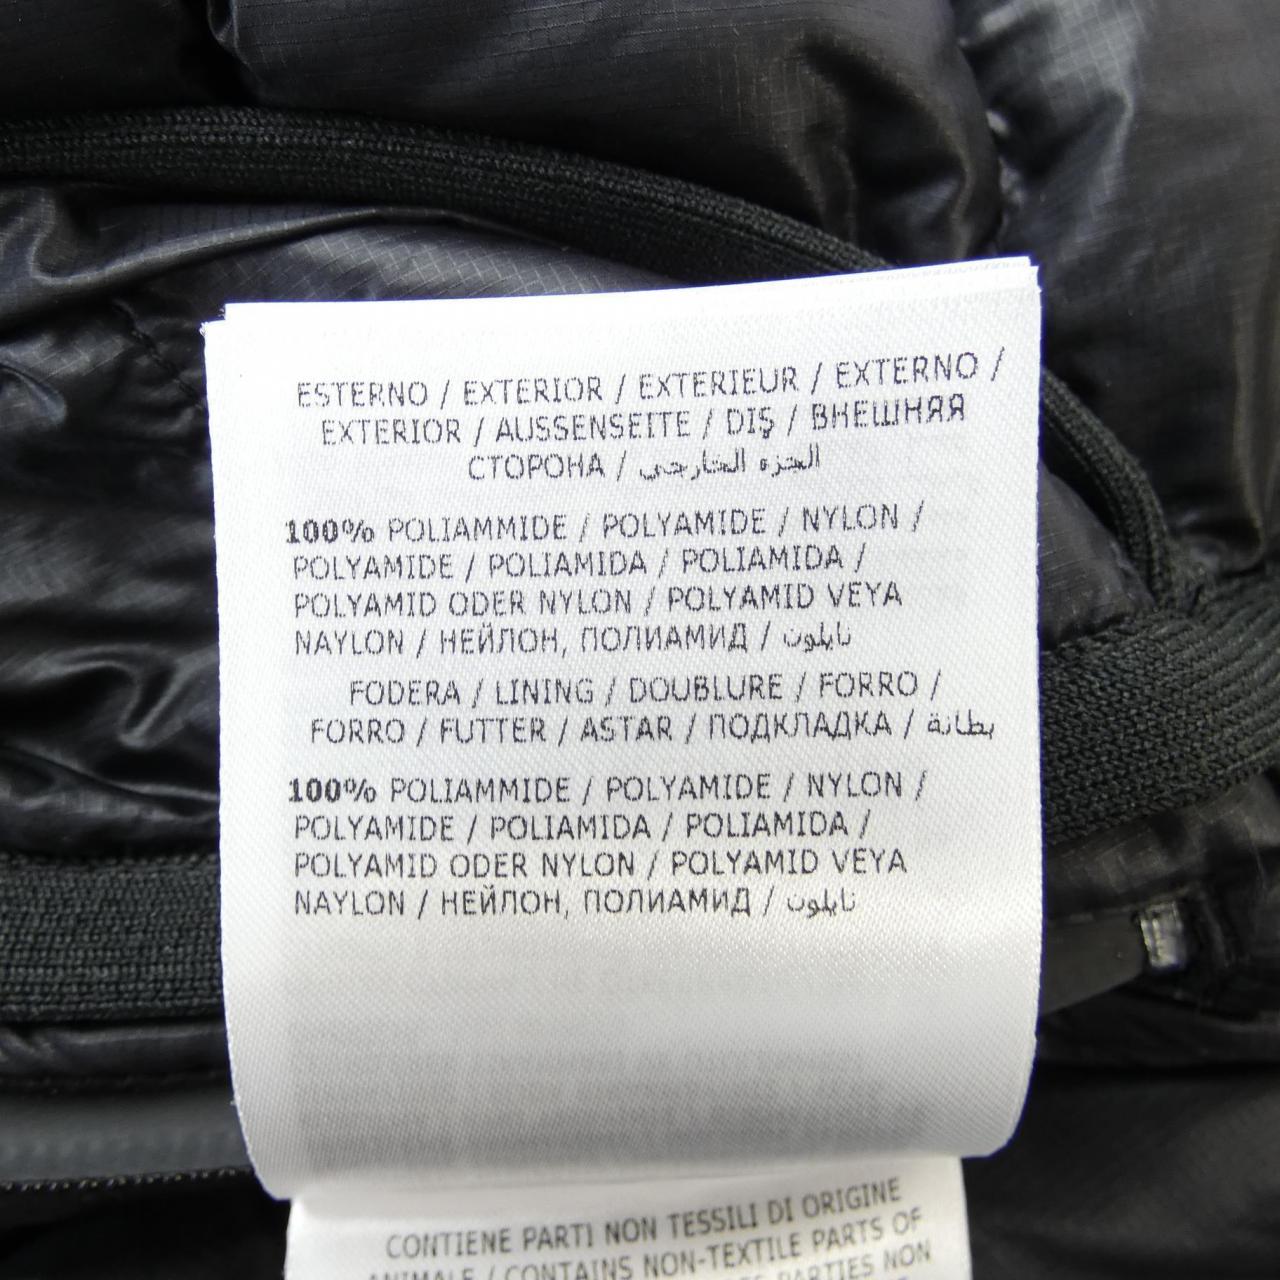 ESTERNO / EXTERIOR / EXTERIEUR / EXTERNO /
EXTERIOR / AUSSENSEITE / DIŞ / ВНЕШНЯЯ
СТОРОНА / الجزء الخارجي
100% POLIAMMIDE / POLYAMIDE / NYLON /
POLYAMIDE / POLIAMIDA / POLIAMIDA /
POLYAMID ODER NYLON / POLYAMID VEYA
NAYLON / НЕЙЛОН, ПОЛИАМИД / نايلون
FODERA / LINING / DOUBLURE / FORRO /
FORRO / FUTTER / ASTAR / ПОДКЛАДКА / بطانة
100% POLIAMMIDE / POLYAMIDE / NYLON /
POLYAMIDE / POLIAMIDA / POLIAMIDA /
POLYAMID ODER NYLON / POLYAMID VEYA
NAYLON / НЕЙЛОН, ПОЛИАМИД / نايلون
CONTIENE PARTI NON TESSILI DI ORIGINE
ANIMALE / CONTAINS NON-TEXTILE PARTS OF
PARTIES NON